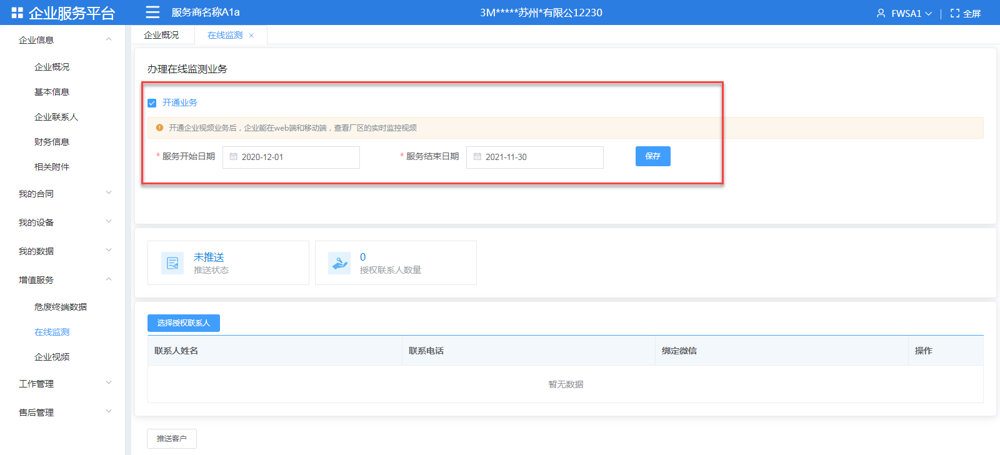 企业服务平台
服务商名称A1a
3M*****苏州*有限公12230
FWSA1
全屏
企业信息
企业概况
基本信息
企业联系人
财务信息
相关附件
我的合同
我的设备
我的数据
增值服务
危废终端数据
在线监测
企业视频
工作管理
售后管理
企业概况
在线监测 ×
办理在线监测业务
开通业务
开通企业视频业务后，企业能在web端和移动端，查看厂区的实时监控视频
* 服务开始日期 2020-12-01 * 服务结束日期 2021-11-30 保存
未推送
推送状态
0
授权联系人数量
选择授权联系人
联系人姓名 联系电话 绑定微信 操作
暂无数据
推送客户